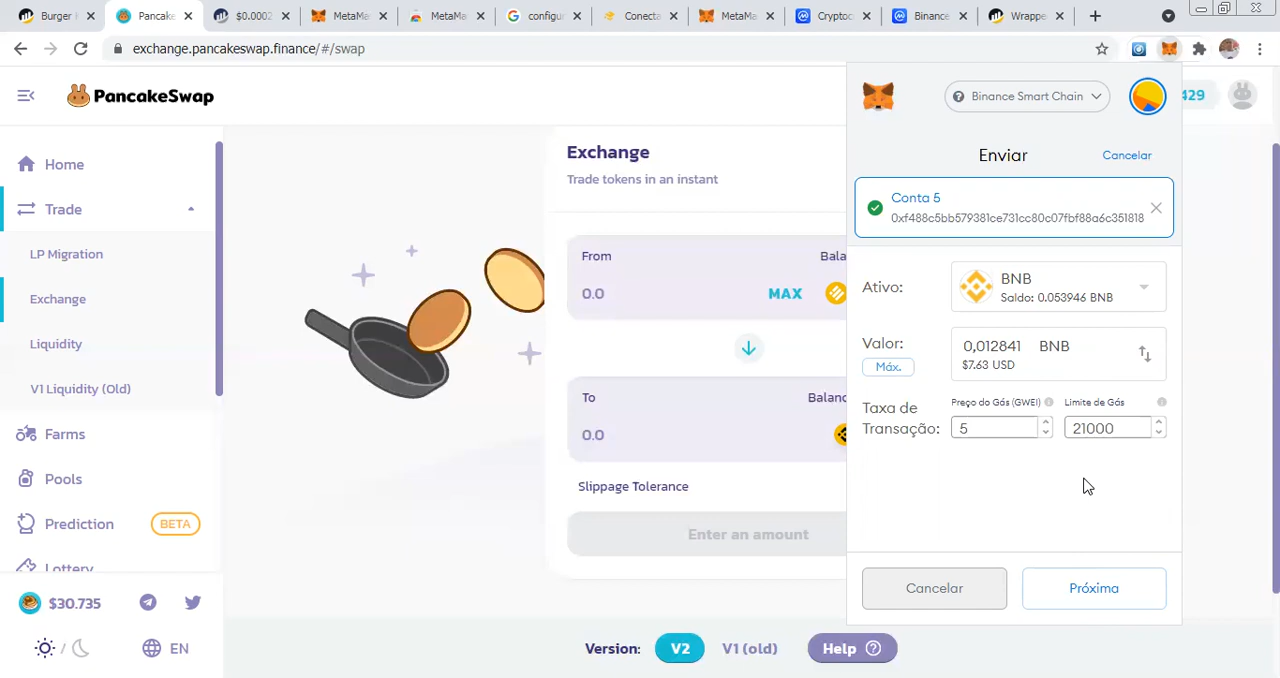 Burger
Pancake
$0.0002
MetaMa
MetaMa
configu
Conecta
MetaMa
Cryptoc
Binance
Wrappe
exchange.pancakeswap.finance/#/swap
PancakeSwap
Home
Trade
LP Migration
Exchange
Liquidity
V1 Liquidity (Old)
Farms
Pools
Prediction
BETA
Lottery
$30.735
EN
Exchange
Trade tokens in an instant
From
Bala
0.0
MAX
To
Balanc
0.0
Slippage Tolerance
Enter an amount
Version:
V2
V1 (old)
Help
Binance Smart Chain
429
Enviar
Cancelar
Conta 5
0xf488c5bb579381ce731cc80c07fbf88a6c351818
Ativo:
BNB
Saldo: 0.053946 BNB
Valor:
Máx.
0,012841 BNB
$7.63 USD
Taxa de
Transação:
Preço do Gás (GWEI)
Limite de Gás
5
21000
Cancelar
Próxima